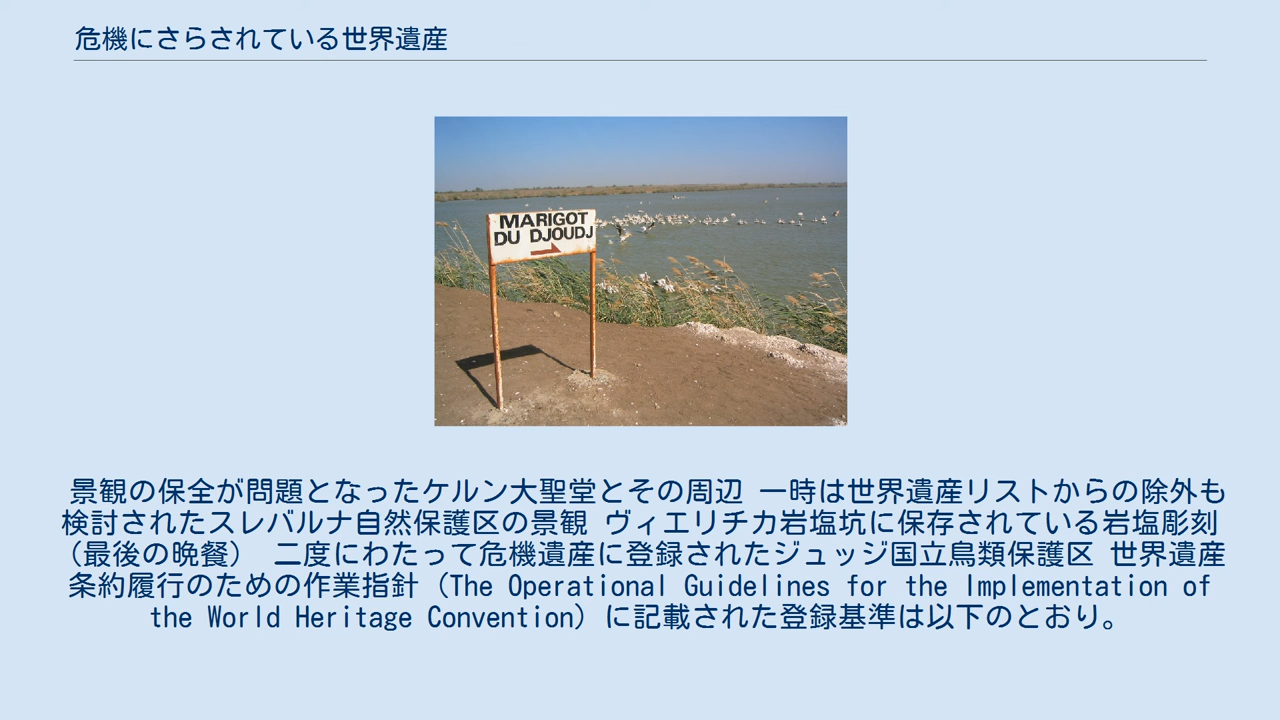 危機にさらされている世界遺産
MARIGOT
DU DJOUDJ
景観の保全が問題となったケルン大聖堂とその周辺 一時は世界遺産リストからの除外も
検討されたスレバルナ自然保護区の景観 ヴィエリチカ岩塩坑に保存されている岩塩彫刻
（最後の晩餐） 二度にわたって危機遺産に登録されたジュッジ国立鳥類保護区 世界遺産
条約履行のための作業指針（The Operational Guidelines for the Implementation of
the World Heritage Convention）に記載された登録基準は以下のとおり。